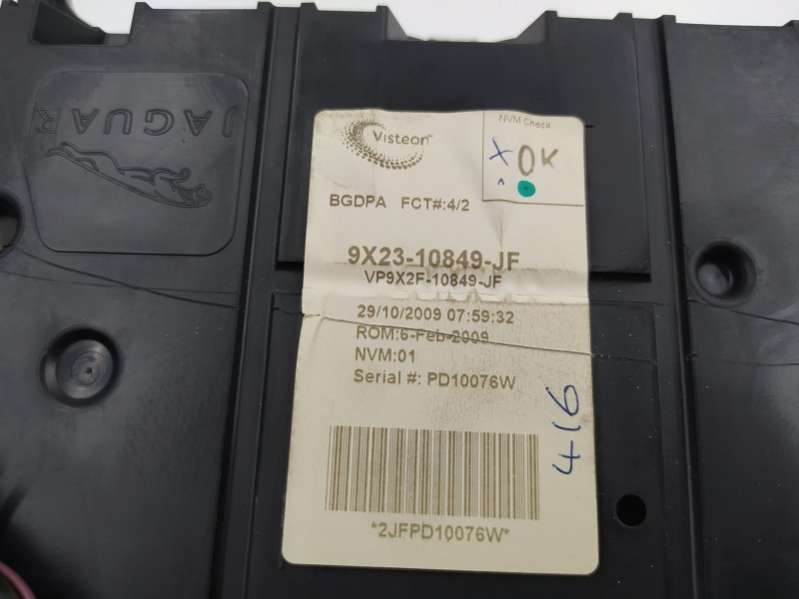 JAGUAR
Visteon
NVM Check
X OK
BGDPA FCT#:4/2
9X23-10849-JF
VP9X2F-10849-JF
29/10/2009 07:59:32
ROM:6-Feb-2009
NVM:01
Serial #: PD10076W
416
*2JFPD10076W*